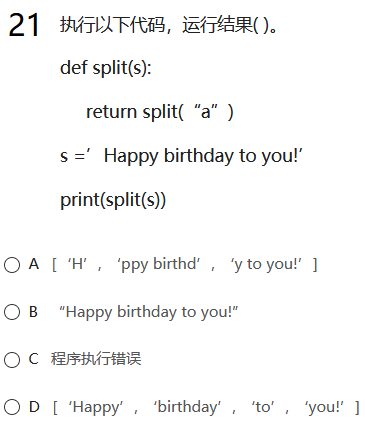 21 执行以下代码，运行结果( )。
def split(s):
return split(“a”)
s =’Happy birthday to you!’
print(split(s))
A [‘H’, ‘ppy birthd’, ‘y to you!’]
B “Happy birthday to you!”
C 程序执行错误
D [‘Happy’, ‘birthday’, ‘to’, ‘you!’]